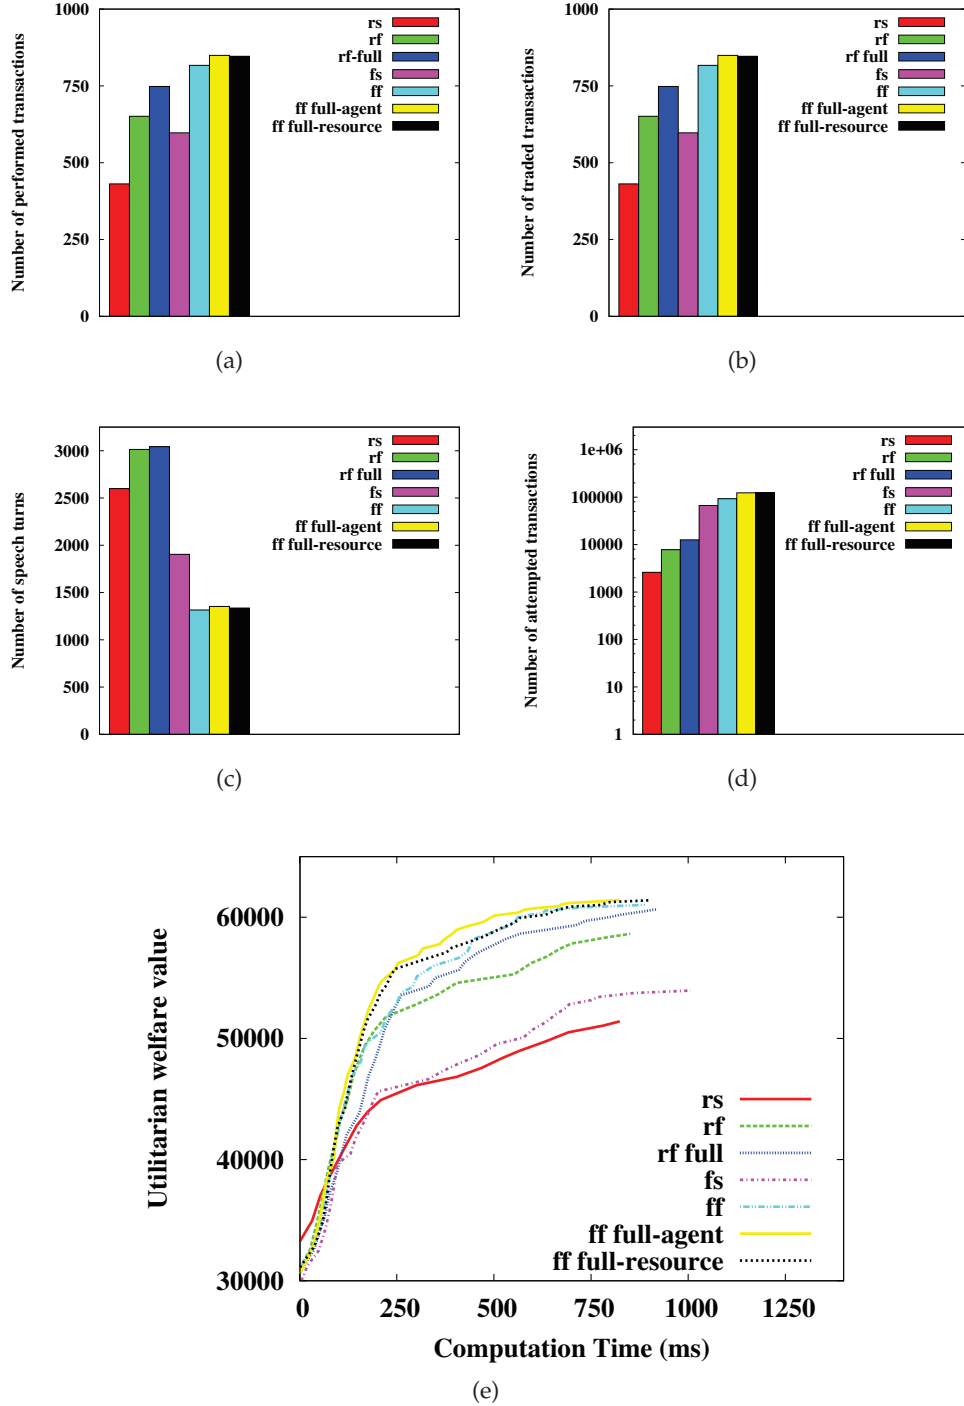 Number of performed transactions
1000
750
500
250
0
rs
rf
rf-full
fs
ff
ff full-agent
ff full-resource
(a)
Number of traded transactions
1000
750
500
250
0
rs
rf
rf full
fs
ff
ff full-agent
ff full-resource
(b)
Number of speech turns
3000
2500
2000
1500
1000
500
0
rs
rf
rf full
fs
ff
ff full-agent
ff full-resource
(c)
Number of attempted transactions
1e+06
100000
10000
1000
100
10
1
rs
rf
rf full
fs
ff
ff full-agent
ff full-resource
(d)
Utilitarian welfare value
60000
50000
40000
30000
rs
rf
rf full
fs
ff
ff full-agent
ff full-resource
0 250 500 750 1000 1250
Computation Time (ms)
(e)